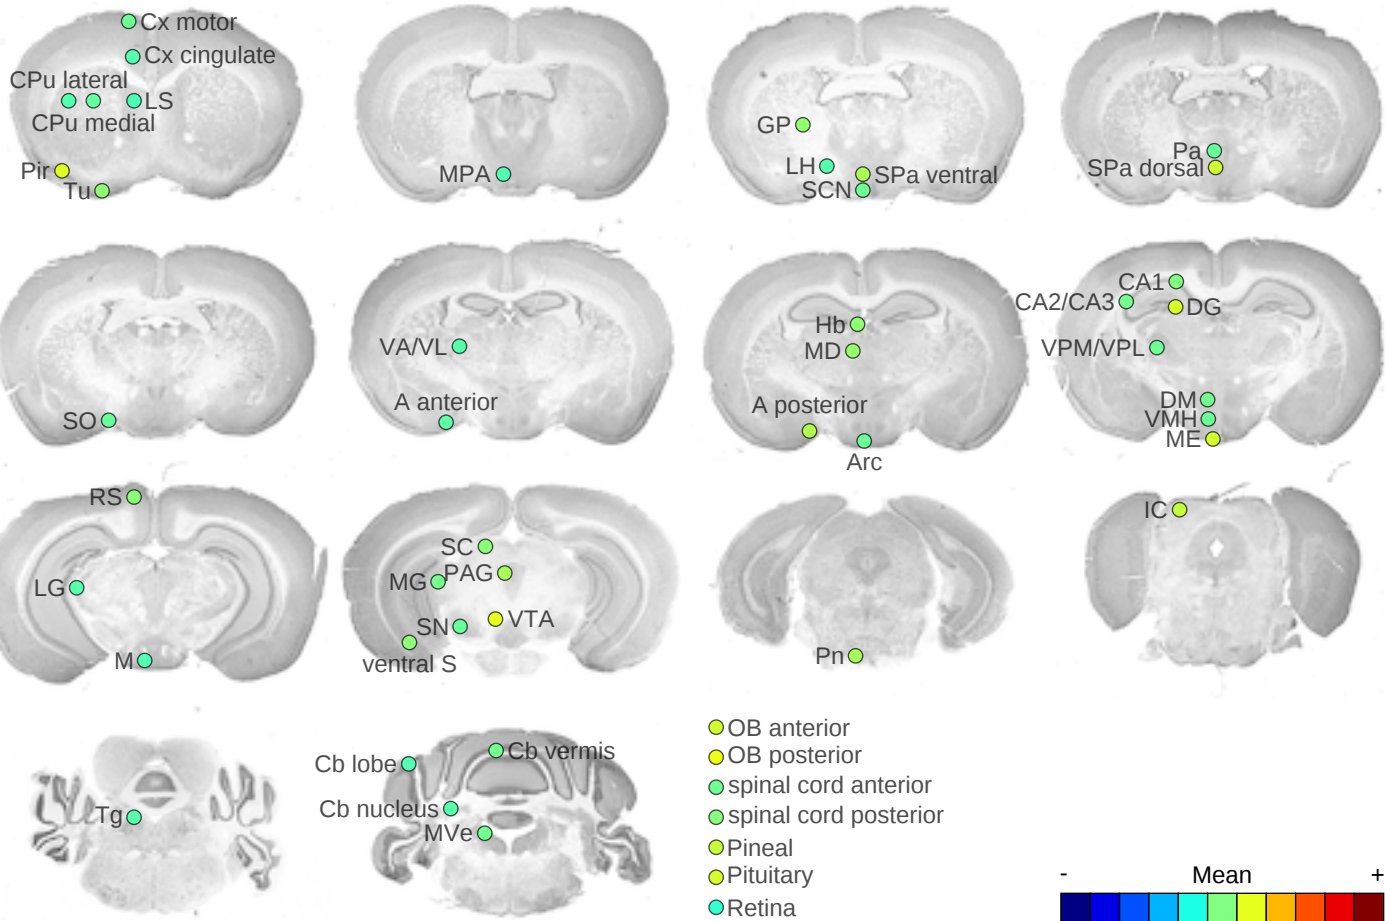 Cx motor
Cx cingulate
CPu lateral
LS
CPu medial
Pir
Tu
MPA
GP
LH
SPa ventral
SCN
Pa
SPa dorsal
SO
VA/VL
A anterior
Hb
MD
A posterior
Arc
CA1
CA2/CA3
DG
VPM/VPL
DM
VMH
ME
RS
LG
M
SC
PAG
MG
VTA
SN
ventral S
Pn
IC
Tg
Cb vermis
Cb lobe
Cb nucleus
MVe
OB anterior
OB posterior
spinal cord anterior
spinal cord posterior
Pineal
Pituitary
Retina
- Mean +